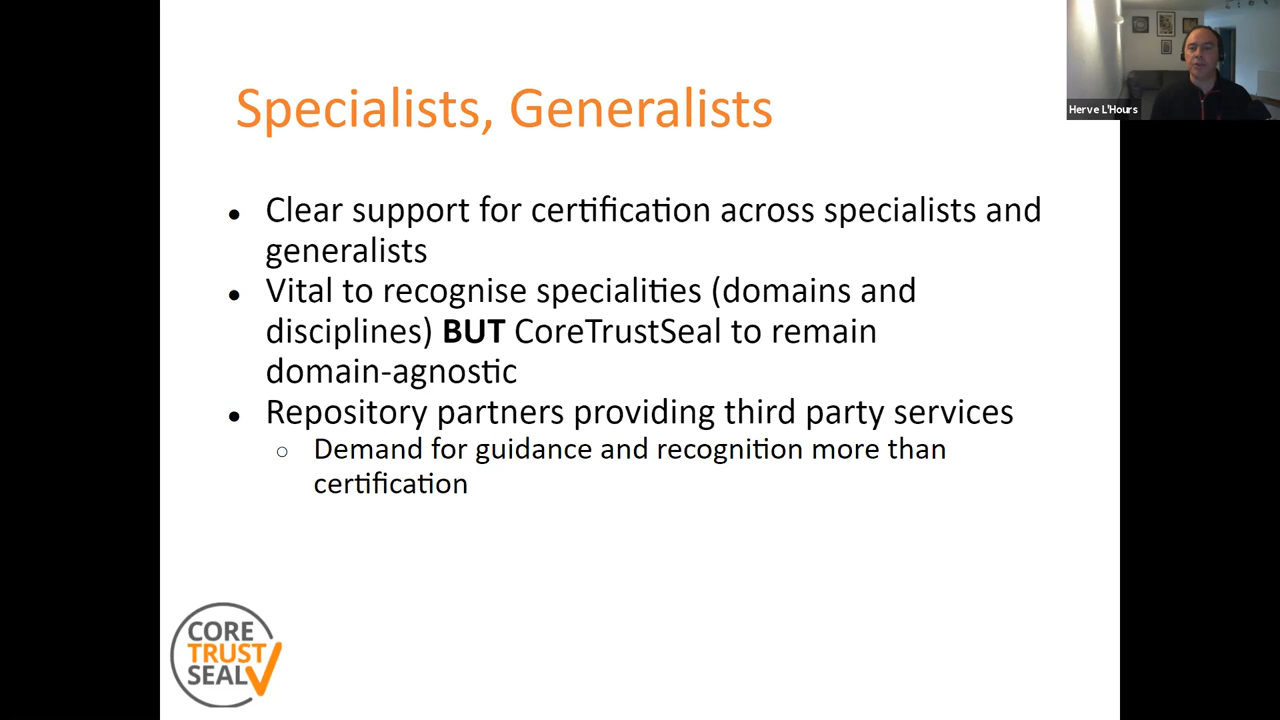 Specialists, Generalists
Herve L'Hours
● Clear support for certification across specialists and
generalists
● Vital to recognise specialities (domains and
disciplines) BUT CoreTrustSeal to remain
domain-agnostic
● Repository partners providing third party services
○ Demand for guidance and recognition more than
certification
CORE
TRUST
SEAL